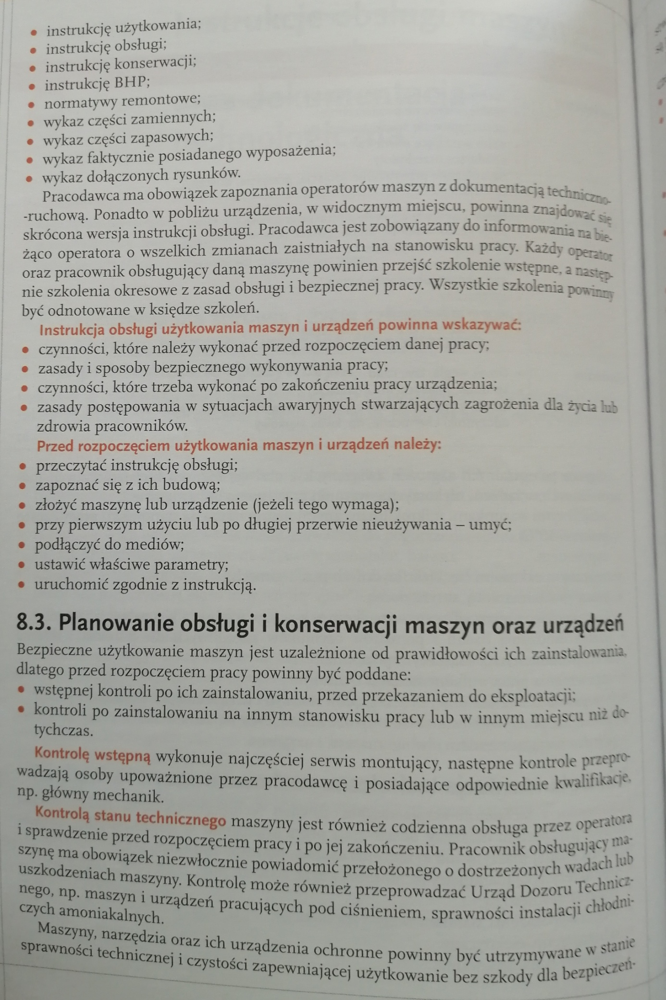 • instrukcję użytkowania;
• instrukcję obsługi;
• instrukcję konserwacji;
• instrukcję BHP;
• normatywy remontowe;
• wykaz części zamiennych;
• wykaz części zapasowych;
• wykaz faktycznie posiadanego wyposażenia;
• wykaz dołączonych rysunków.
Pracodawca ma obowiązek zapoznania operatorów maszyn z dokumentacją techniczno-
-ruchową. Ponadto w pobliżu urządzenia, w widocznym miejscu, powinna znajdować się
skrócona wersja instrukcji obsługi. Pracodawca jest zobowiązany do informowania na bie-
żąco operatora o wszelkich zmianach zaistniałych na stanowisku pracy. Każdy operator
oraz pracownik obsługujący daną maszynę powinien przejść szkolenie wstępne, a następ-
nie szkolenia okresowe z zasad obsługi i bezpiecznej pracy. Wszystkie szkolenia powinny
być odnotowane w księdze szkoleń.
Instrukcja obsługi użytkowania maszyn i urządzeń powinna wskazywać:
• czynności, które należy wykonać przed rozpoczęciem danej pracy;
• zasady i sposoby bezpiecznego wykonywania pracy;
• czynności, które trzeba wykonać po zakończeniu pracy urządzenia;
• zasady postępowania w sytuacjach awaryjnych stwarzających zagrożenia dla życia lub
zdrowia pracowników.
Przed rozpoczęciem użytkowania maszyn i urządzeń należy:
• przeczytać instrukcję obsługi;
• zapoznać się z ich budową;
• złożyć maszynę lub urządzenie (jeżeli tego wymaga);
• przy pierwszym użyciu lub po długiej przerwie nieużywania – umyć;
• podłączyć do mediów;
• ustawić właściwe parametry;
• uruchomić zgodnie z instrukcją.
8.3. Planowanie obsługi i konserwacji maszyn oraz urządzeń
Bezpieczne użytkowanie maszyn jest uzależnione od prawidłowości ich zainstalowania,
dlatego przed rozpoczęciem pracy powinny być poddane:
• wstępnej kontroli po ich zainstalowaniu, przed przekazaniem do eksploatacji;
• kontroli po zainstalowaniu na innym stanowisku pracy lub w innym miejscu niż do-
tychczas.
Kontrolę wstępną wykonuje najczęściej serwis montujący, następne kontrole przepro-
wadzają osoby upoważnione przez pracodawcę i posiadające odpowiednie kwalifikacje,
np. główny mechanik.
Kontrolą stanu technicznego maszyny jest również codzienna obsługa przez operatora
i sprawdzenie przed rozpoczęciem pracy i po jej zakończeniu. Pracownik obsługujący ma-
szynę ma obowiązek niezwłocznie powiadomić przełożonego o dostrzeżonych wadach lub
uszkodzeniach maszyny. Kontrolę może również przeprowadzać Urząd Dozoru Technicz-
nego, np. maszyn i urządzeń pracujących pod ciśnieniem, sprawności instalacji chłodni-
czych amoniakalnych.
Maszyny, narzędzia oraz ich urządzenia ochronne powinny być utrzymywane w stanie
sprawności technicznej i czystości zapewniającej użytkowanie bez szkody dla bezpieczeń-